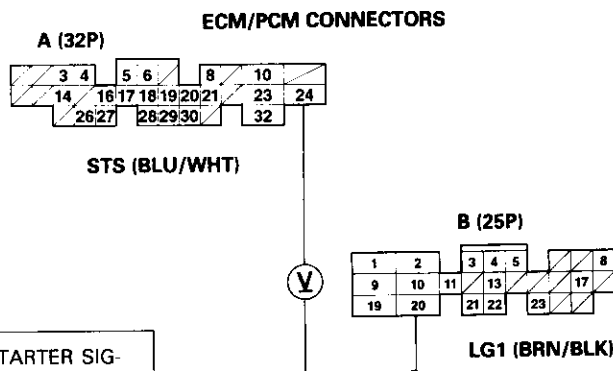 ECM/PCM CONNECTORS
A (32P)
3 4 5 6 8 10
14 16 17 18 19 20 21 23 24
26 27 28 29 30 32
STS (BLU/WHT)
B (25P)
1 2 3 4 5 8
9 10 11 13 17
19 20 21 22 23
V
TARTER SIG-
LG1 (BRN/BLK)